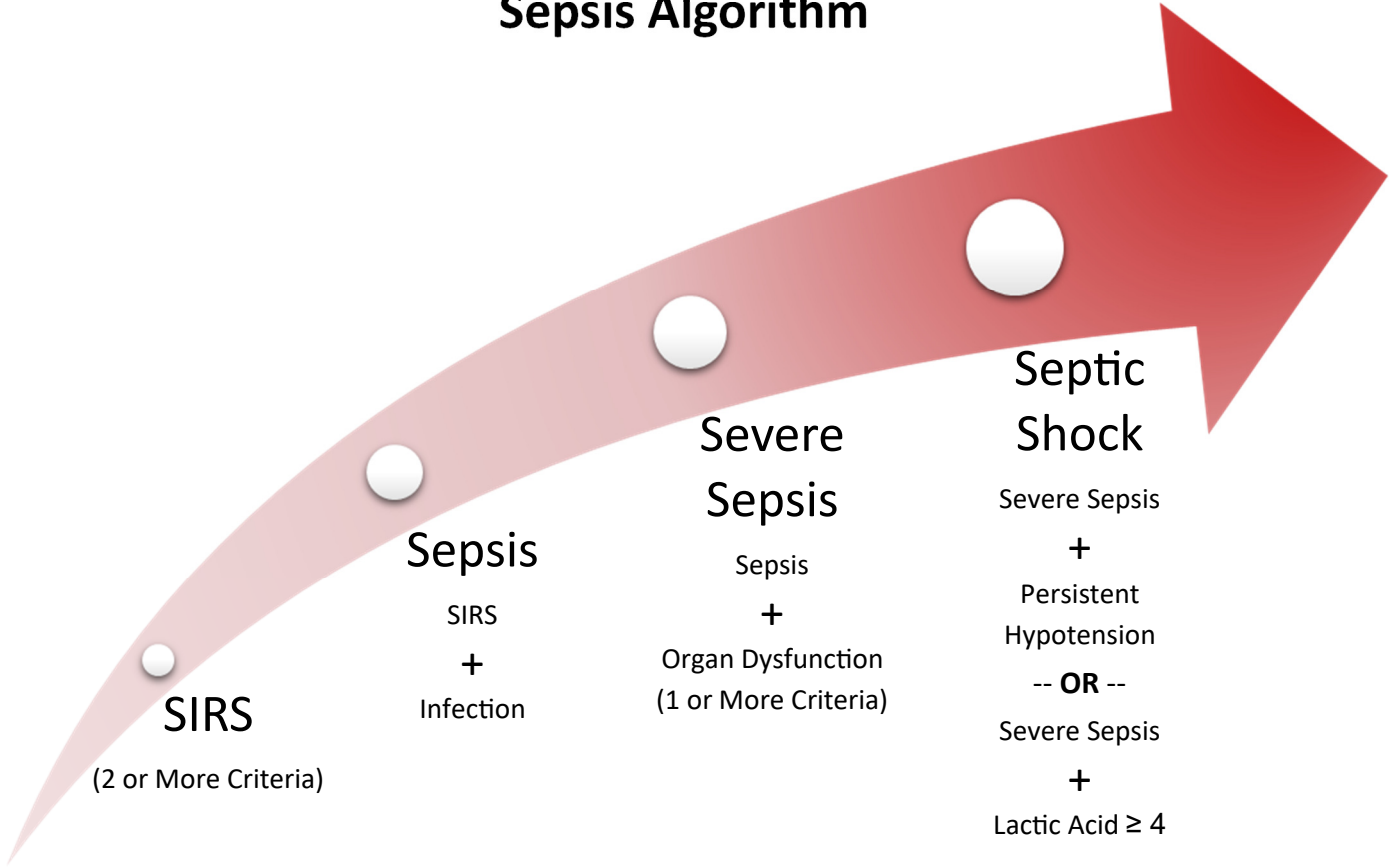 Sepsis Algorithm
SIRS
(2 or More Criteria)
Sepsis
SIRS
+
Infection
Severe
Sepsis
Sepsis
+
Organ Dysfunction
(1 or More Criteria)
Septic
Shock
Severe Sepsis
+
Persistent
Hypotension
-- OR --
Severe Sepsis
+
Lactic Acid ≥ 4